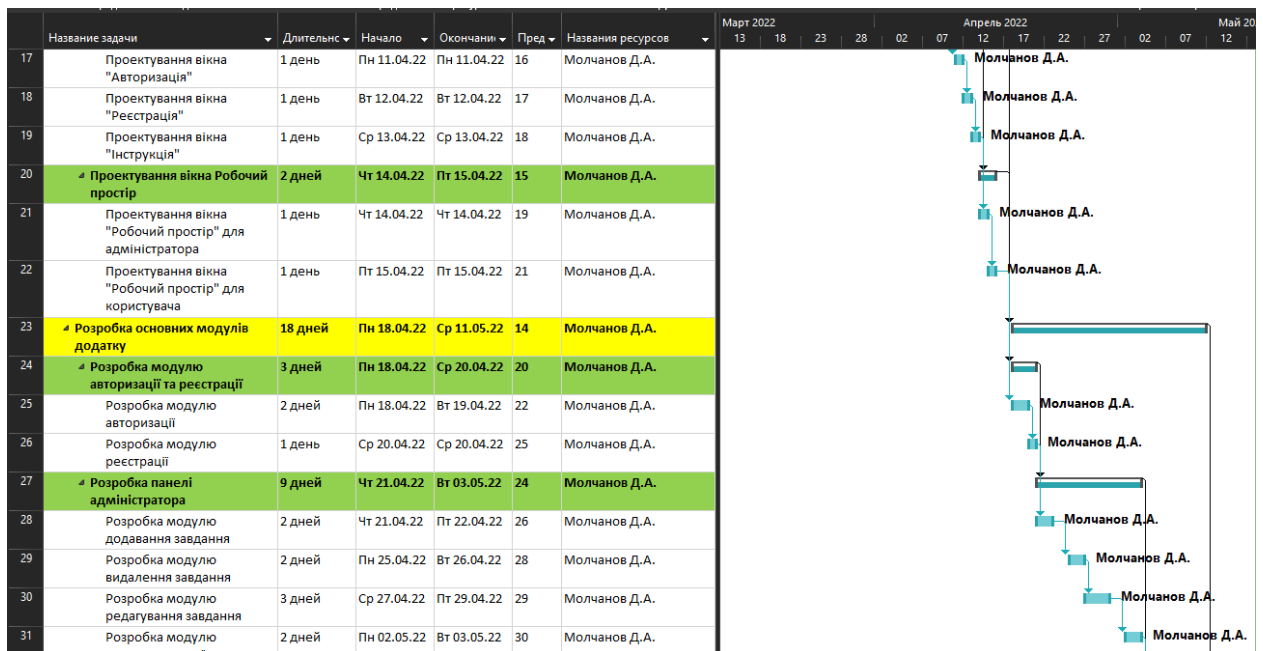 Март 2022 Апрель 2022 Май 20
Название задачи Длительнс Начало Окончани Пред Названия ресурсов 13 18 23 28 02 07 12 17 22 27 02 07 12
17 Проектування вікна 1 день Пн 11.04.22 Пн 11.04.22 16 Молчанов Д.А. Молчанов Д.А.
"Авторизація"
18 Проектування вікна 1 день Вт 12.04.22 Вт 12.04.22 17 Молчанов Д.А. Молчанов Д.А.
"Реєстрація"
19 Проектування вікна 1 день Ср 13.04.22 Ср 13.04.22 18 Молчанов Д.А. Молчанов Д.А.
"Інструкція"
20 Проектування вікна Робочий 2 дней Чт 14.04.22 Пт 15.04.22 15 Молчанов Д.А.
простір
21 Проектування вікна 1 день Чт 14.04.22 Чт 14.04.22 19 Молчанов Д.А. Молчанов Д.А.
"Робочий простір" для
адміністратора
22 Проектування вікна 1 день Пт 15.04.22 Пт 15.04.22 21 Молчанов Д.А. Молчанов Д.А.
"Робочий простір" для
користувача
23 Розробка основних модулів 18 дней Пн 18.04.22 Ср 11.05.22 14 Молчанов Д.А.
додатку
24 Розробка модулю 3 дней Пн 18.04.22 Ср 20.04.22 20 Молчанов Д.А.
авторизації та реєстрації
25 Розробка модулю 2 дней Пн 18.04.22 Вт 19.04.22 22 Молчанов Д.А. Молчанов Д.А.
авторизації
26 Розробка модулю 1 день Ср 20.04.22 Ср 20.04.22 25 Молчанов Д.А. Молчанов Д.А.
реєстрації
27 Розробка панелі 9 дней Чт 21.04.22 Вт 03.05.22 24 Молчанов Д.А.
адміністратора
28 Розробка модулю 2 дней Чт 21.04.22 Пт 22.04.22 26 Молчанов Д.А. Молчанов Д.А.
додавання завдання
29 Розробка модулю 2 дней Пн 25.04.22 Вт 26.04.22 28 Молчанов Д.А. Молчанов Д.А.
видалення завдання
30 Розробка модулю 3 дней Ср 27.04.22 Пт 29.04.22 29 Молчанов Д.А. Молчанов Д.А.
редагування завдання
31 Розробка модулю 2 дней Пн 02.05.22 Вт 03.05.22 30 Молчанов Д.А. Молчанов Д.А.